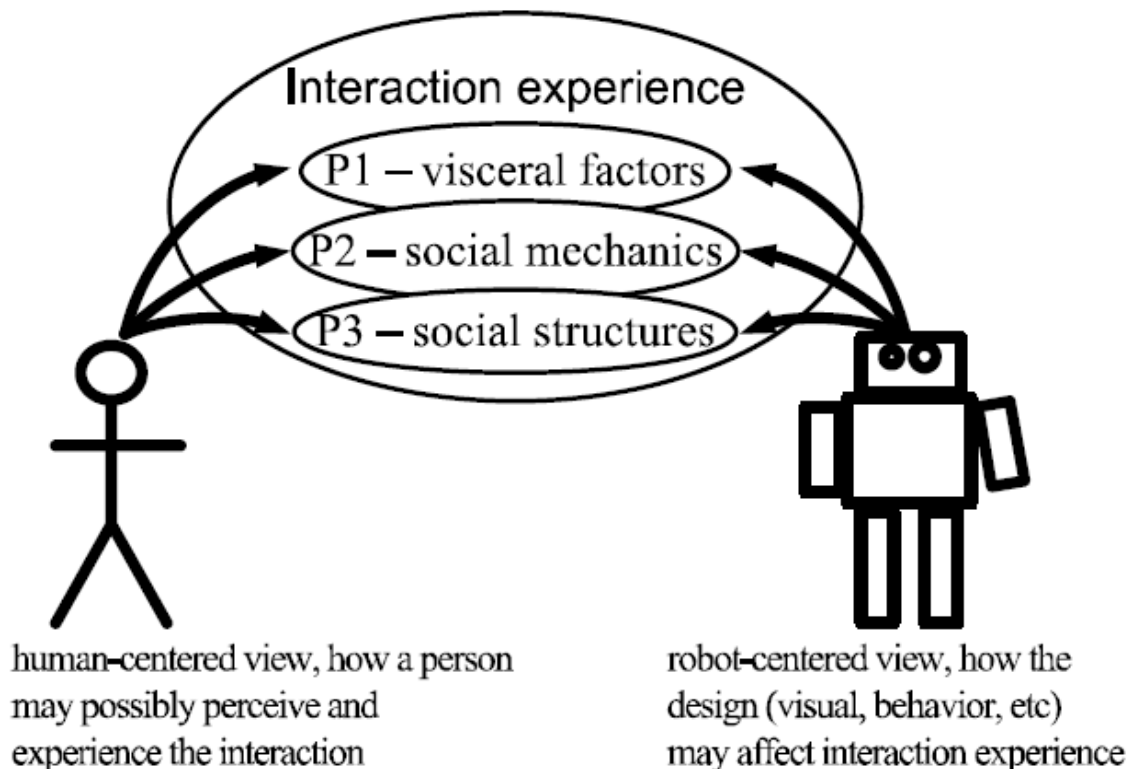 Interaction experience
P1 – visceral factors
P2 – social mechanics
P3 – social structures
human-centered view, how a person
may possibly perceive and
experience the interaction
robot-centered view, how the
design (visual, behavior, etc)
may affect interaction experience